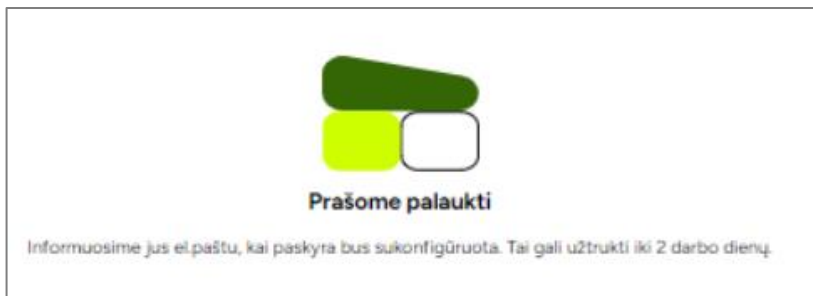 Prašome palaukti
Informuosime jus el.paštu, kai paskyra bus sukonfigūruota. Tai gali užtrukti iki 2 darbo dienų.